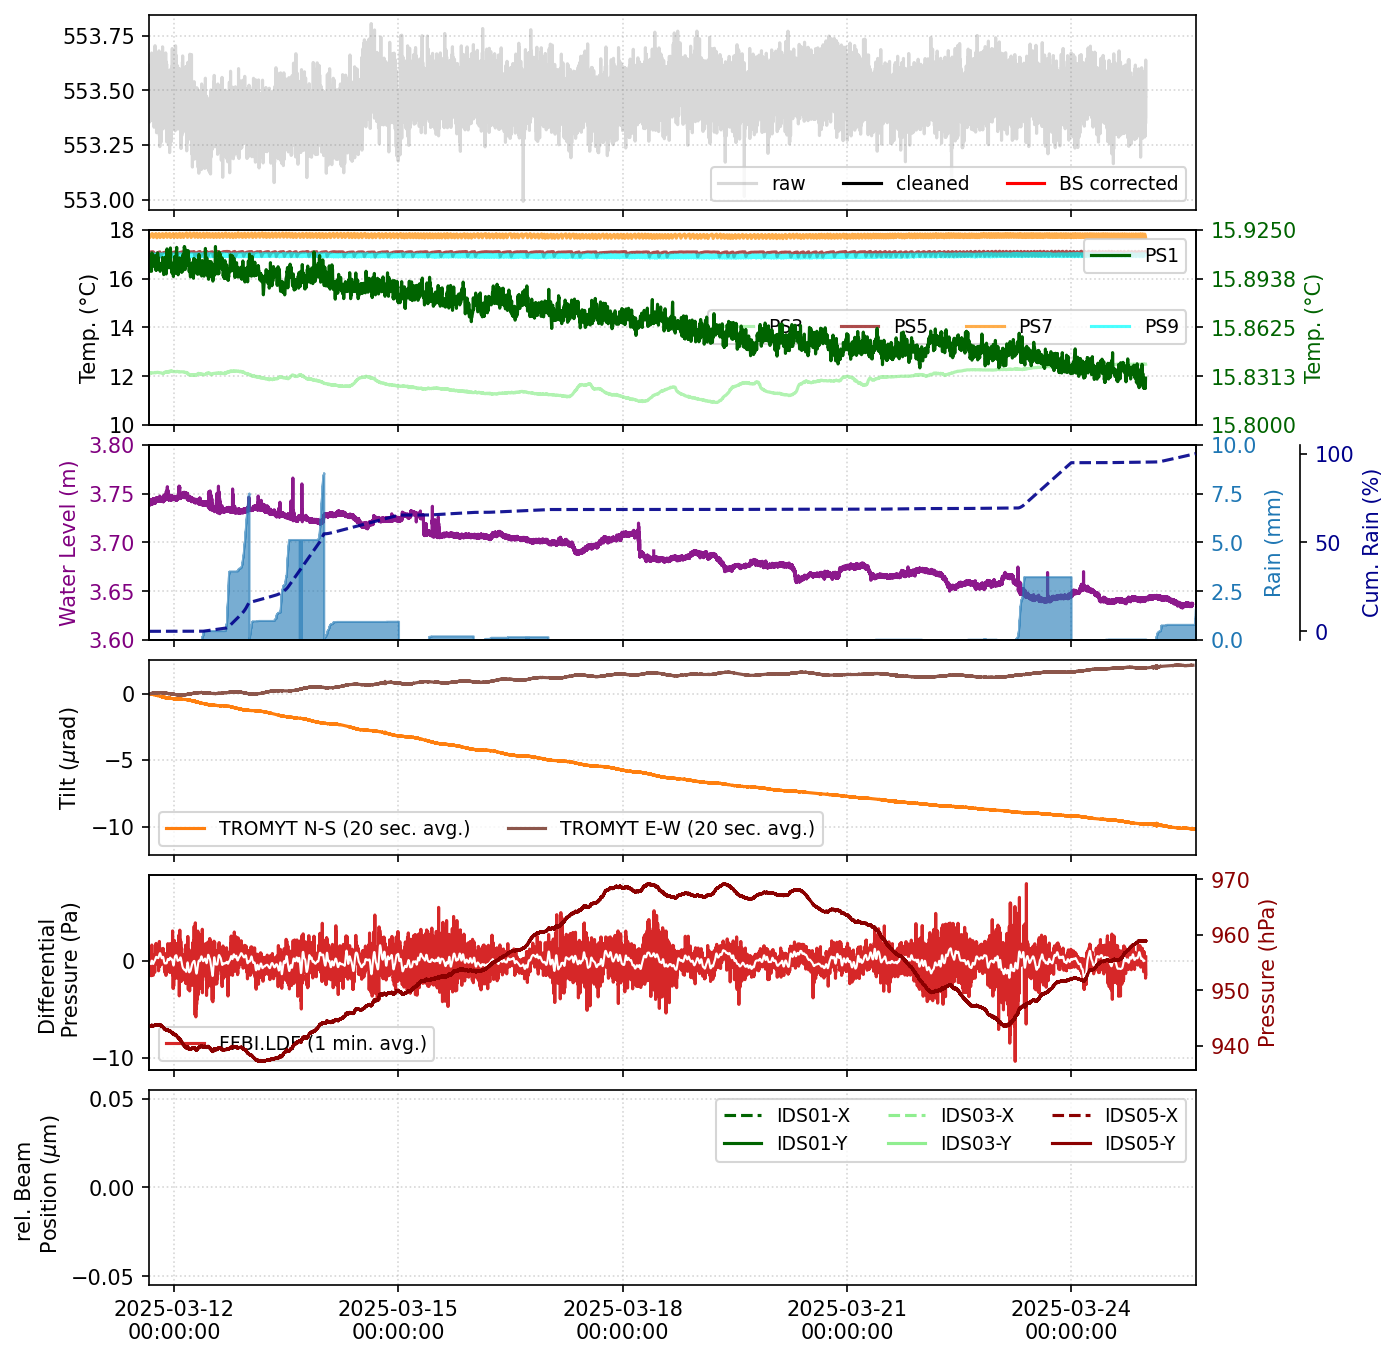 553.75
553.50
553.25
553.00
raw cleaned BS corrected
18
16
14
12
10
Temp. (°C)
PS1
PS3 PS5 PS7 PS9
15.9250
15.8938
15.8625
15.8313
15.8000
Temp. (°C)
3.80
3.75
3.70
3.65
3.60
Water Level (m)
10.0
7.5
5.0
2.5
0.0
Rain (mm)
100
50
0
Cum. Rain (%)
0
−5
−10
Tilt (μrad)
TROMYT N-S (20 sec. avg.) TROMYT E-W (20 sec. avg.)
0
−10
Differential
Pressure (Pa)
FFBI.LDF (1 min. avg.)
970
960
950
940
Pressure (hPa)
0.05
0.00
−0.05
rel. Beam
Position (μm)
IDS01-X IDS03-X IDS05-X
IDS01-Y IDS03-Y IDS05-Y
2025-03-12 2025-03-15 2025-03-18 2025-03-21 2025-03-24
00:00:00 00:00:00 00:00:00 00:00:00 00:00:00